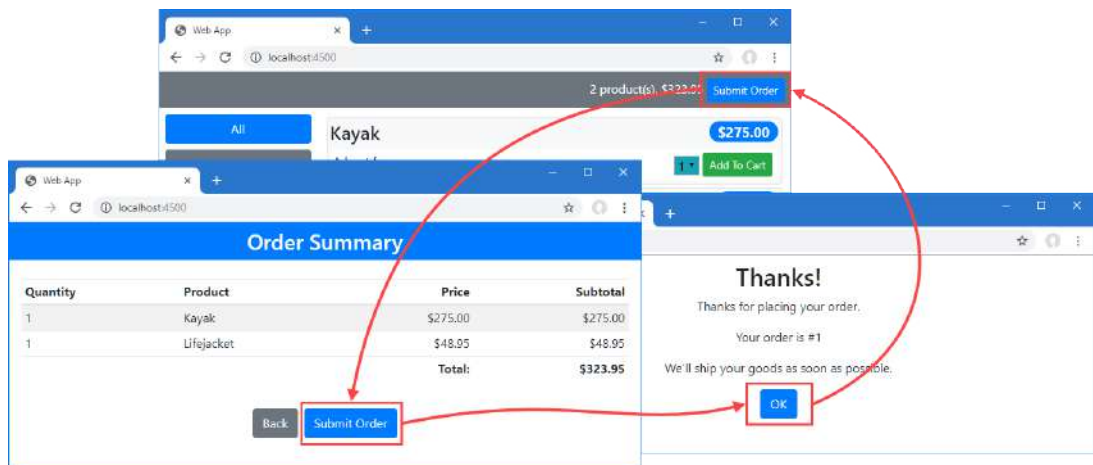 Web App
localhost:4500
2 product(s), $323.95 Submit Order
All
Kayak $275.00
1 Add To Cart
Web App
localhost:4500
Order Summary
Quantity Product Price Subtotal
1 Kayak $275.00 $275.00
1 Lifejacket $48.95 $48.95
Total: $323.95
Back Submit Order
Thanks!
Thanks for placing your order.
Your order is #1
We'll ship your goods as soon as possible.
OK